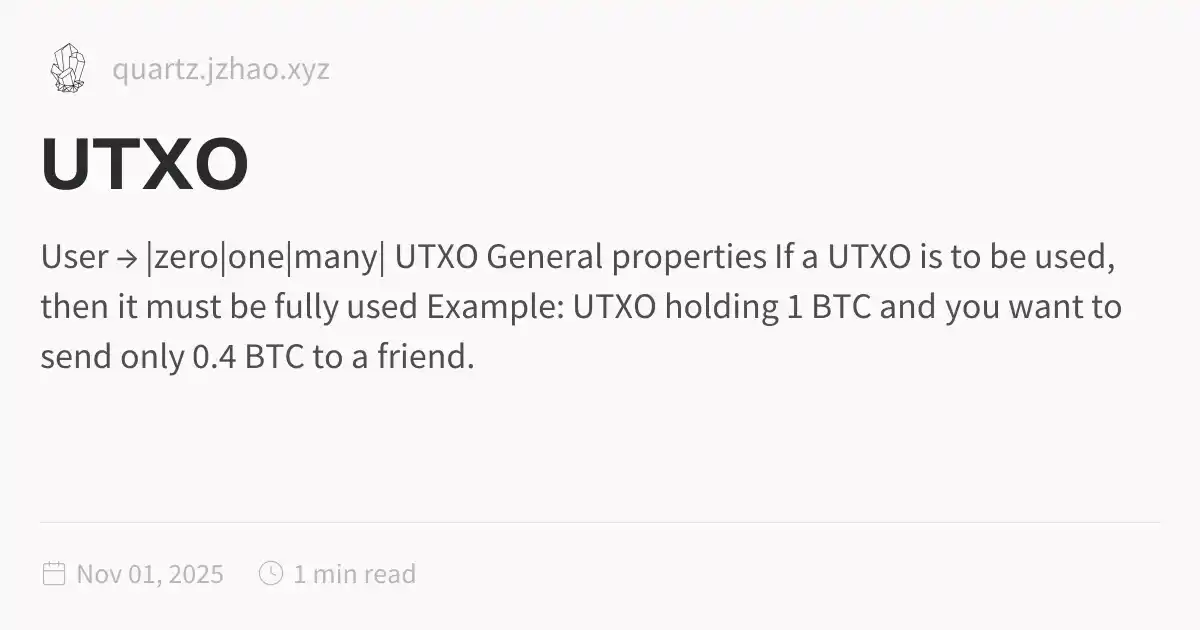 quartz.jzhao.xyz
UTXO
User → |zero|one|many| UTXO General properties If a UTXO is to be used,
then it must be fully used Example: UTXO holding 1 BTC and you want to
send only 0.4 BTC to a friend.
Nov 01, 2025 1 min read